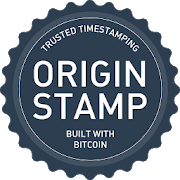 TRUSTED TIMESTAMPING
ORIGIN
STAMP
BUILT WITH
BITCOIN